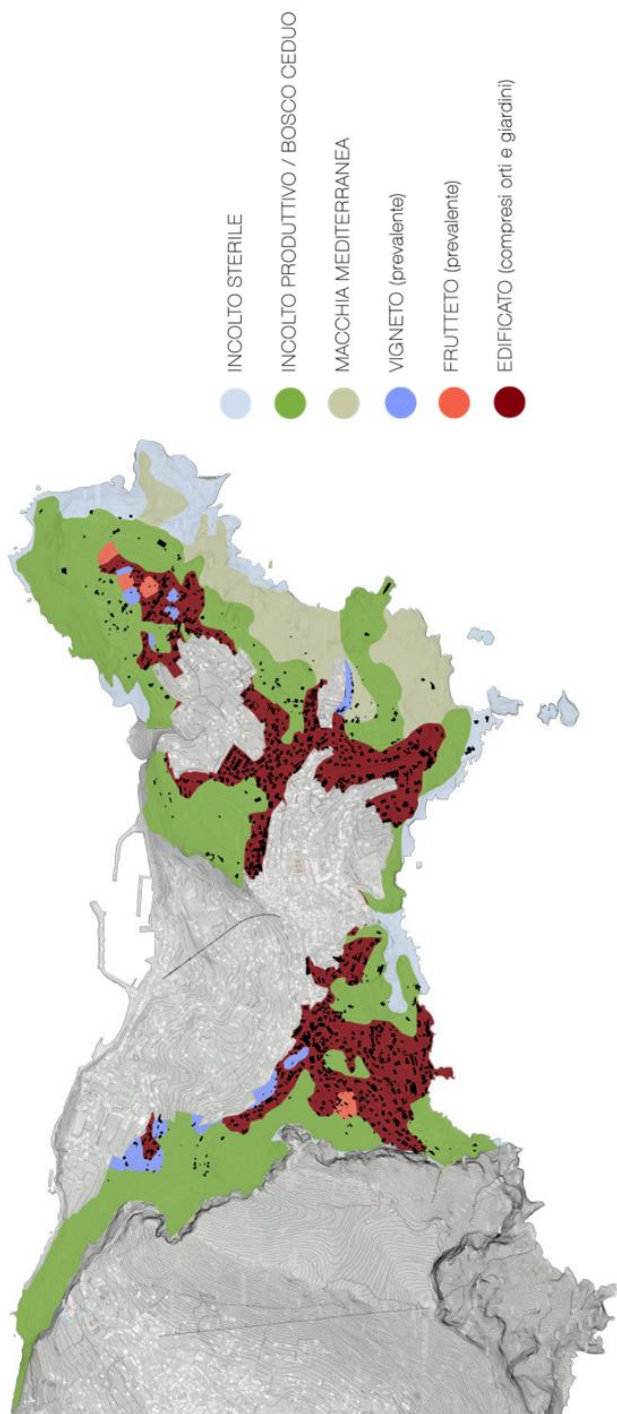 INCOLTO STERILE
INCOLTO PRODUTTIVO / BOSCO CEDUO
MACCHIA MEDITERRANEA
VIGNETO (prevalente)
FRUTTETO (prevalente)
EDIFICATO (compresi orti e giardini)